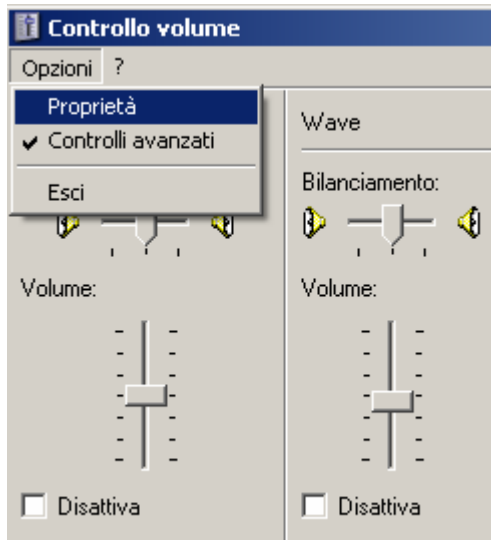 Controllo volume
Opzioni ?
Proprietà
Controlli avanzati
Esci
Wave
Bilanciamento:
Volume:
Volume:
Disattiva
Disattiva